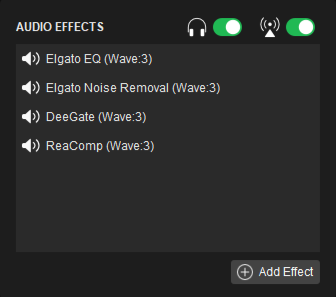 AUDIO EFFECTS
Elgato EQ (Wave:3)
Elgato Noise Removal (Wave:3)
DeeGate (Wave:3)
ReaComp (Wave:3)
Add Effect